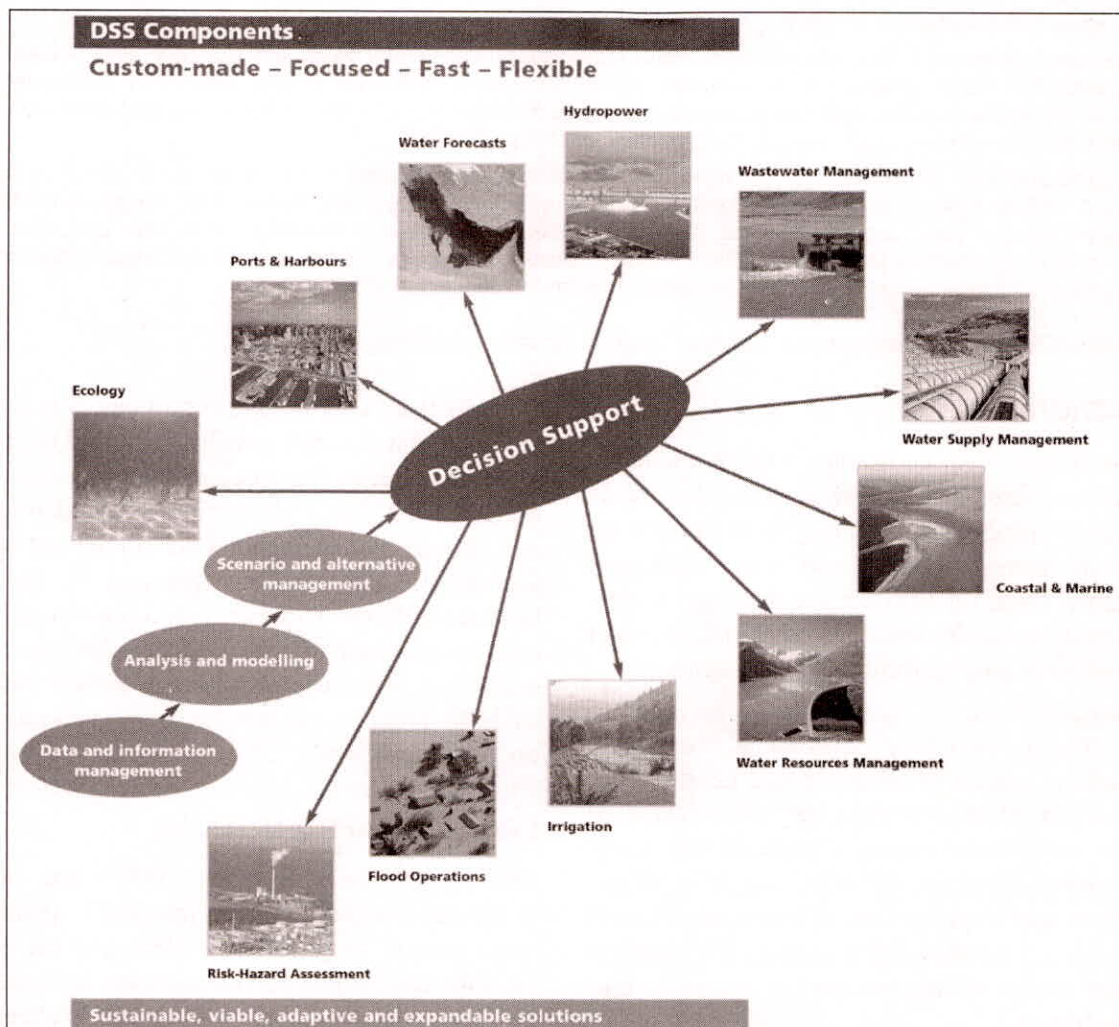 DSS Components
Custom-made – Focused – Fast – Flexible
Hydropower
Water Forecasts
Wastewater Management
Ports & Harbours
Ecology
Water Supply Management
Decision Support
Scenario and alternative
management
Coastal & Marine
Analysis and modelling
Data and information
management
Water Resources Management
Irrigation
Flood Operations
Risk-Hazard Assessment
Sustainable, viable, adaptive and expandable solutions